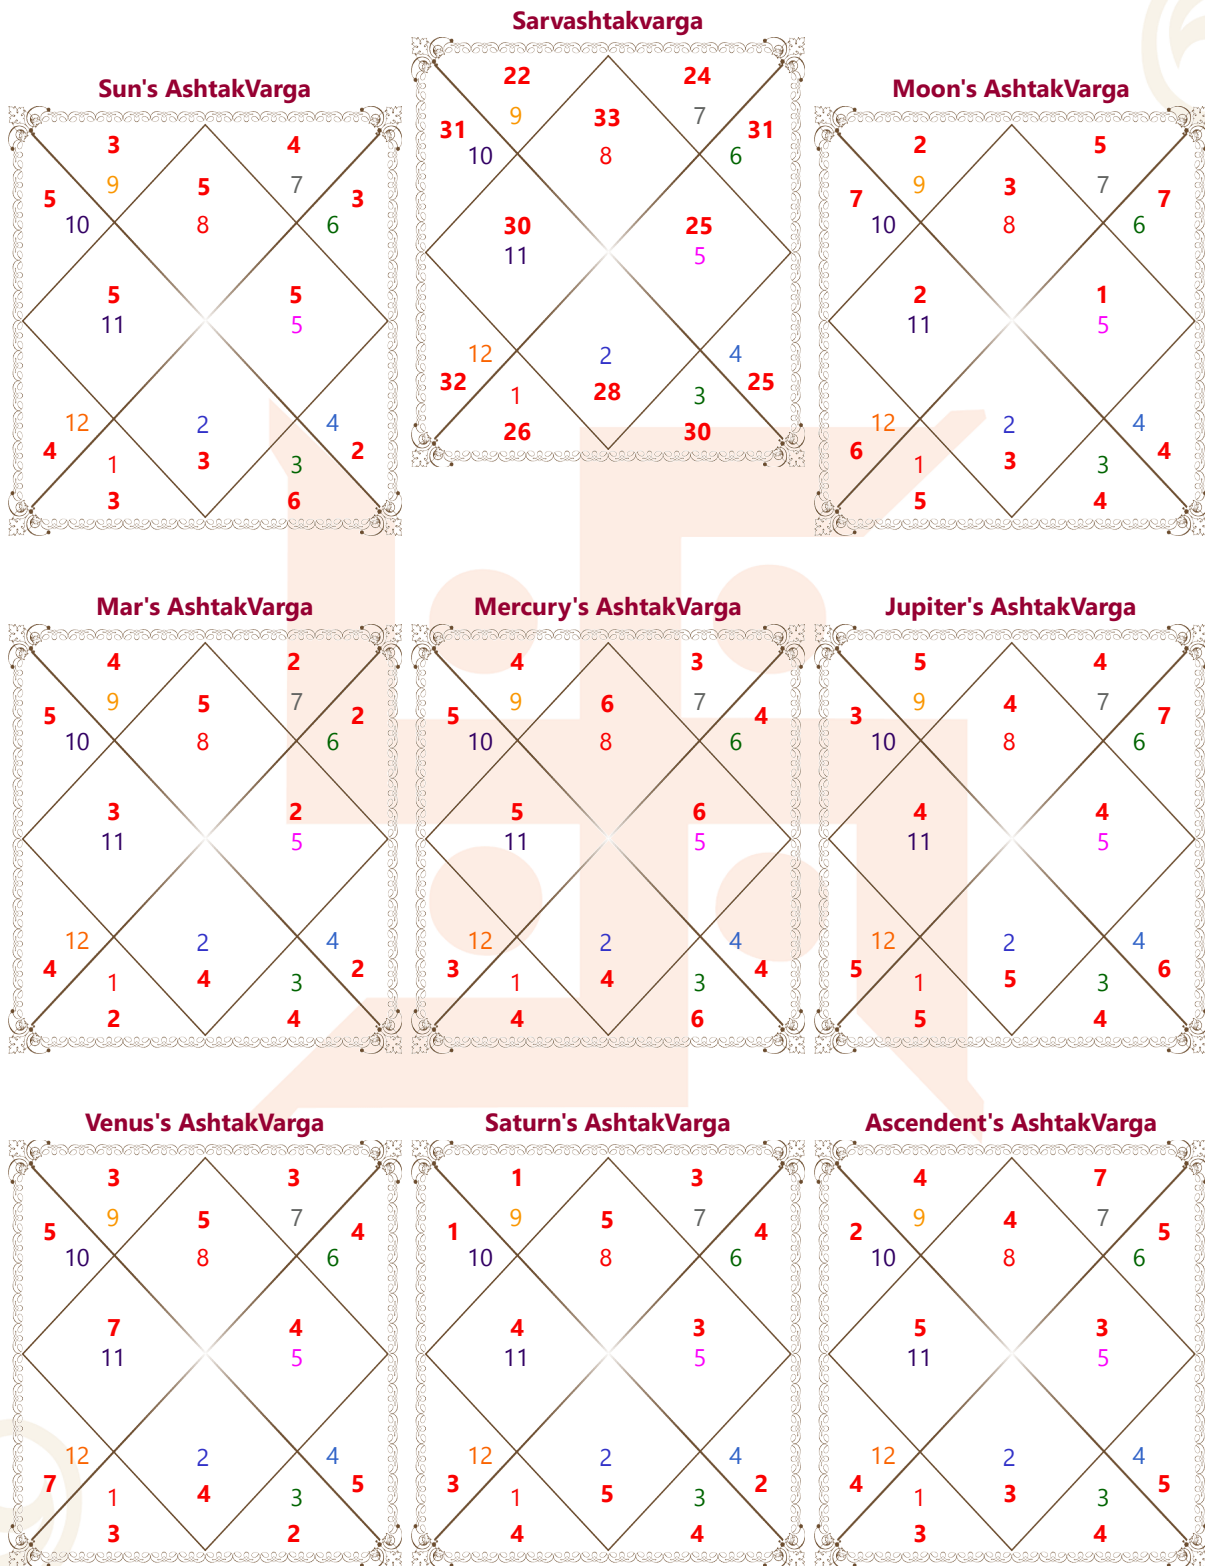 Sarvashtakvarga
22 24
9 33 7
31 31
10 8 6
30 25
11 5
12 2 4
32 28 25
1 3
26 30
Sun's AshtakVarga
3 4
9 5 7
5 3
10 8 6
5 5
11 5
12 2 4
4 3 2
1 3
3 6
Moon's AshtakVarga
2 5
9 3 7
7 7
10 8 6
2 1
11 5
12 2 4
6 3 4
1 3
5 4
Mar's AshtakVarga
4 2
9 5 7
5 2
10 8 6
3 2
11 5
12 2 4
4 4 2
1 3
2 4
Mercury's AshtakVarga
4 3
9 6 7
5 4
10 8 6
5 6
11 5
12 2 4
3 4 4
1 3
4 6
Jupiter's AshtakVarga
5 4
9 4 7
3 7
10 8 6
4 4
11 5
12 2 4
5 5 6
1 3
5 4
Venus's AshtakVarga
3 3
9 5 7
5 4
10 8 6
7 4
11 5
12 2 4
7 4 5
1 3
3 2
Saturn's AshtakVarga
1 3
9 5 7
1 4
10 8 6
4 3
11 5
12 2 4
3 5 2
1 3
4 4
Ascendent's AshtakVarga
4 7
9 4 7
2 5
10 8 6
5 3
11 5
12 2 4
4 3 5
1 3
3 4